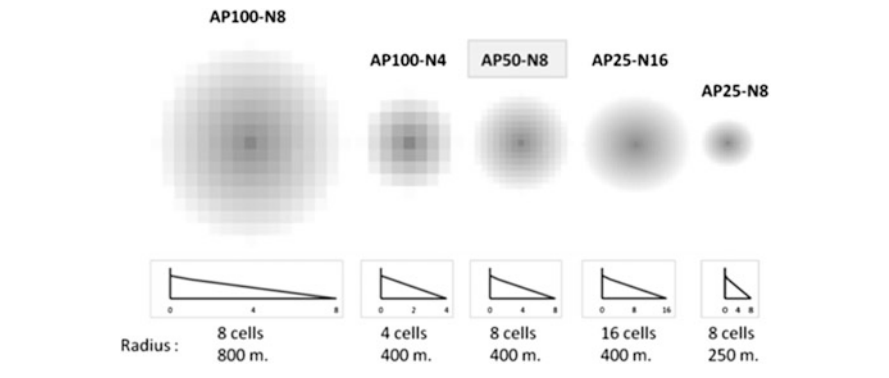 AP100-N8
AP100-N4
AP50-N8
AP25-N16
AP25-N8
0 4 8
0 2 4
0 4 8
0 8 16
0 4 8
Radius :
8 cells
800 m.
4 cells
400 m.
8 cells
400 m.
16 cells
400 m.
8 cells
250 m.